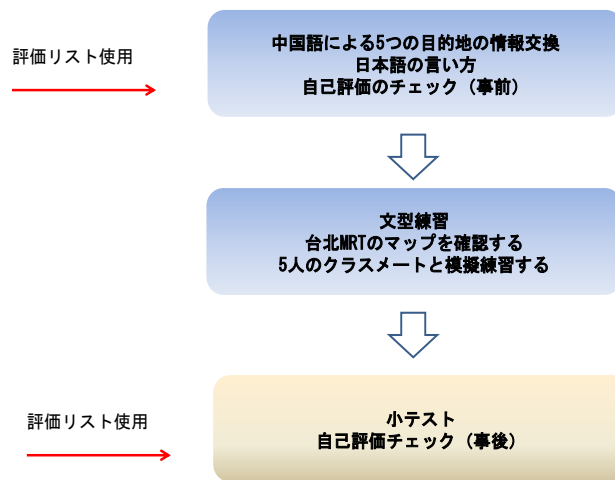 評価リスト使用
中国語による5つの目的地の情報交換
日本語の言い方
自己評価のチェック（事前）
文型練習
台北MRTのマップを確認する
5人のクラスメートと模擬練習する
評価リスト使用
小テスト
自己評価チェック（事後）